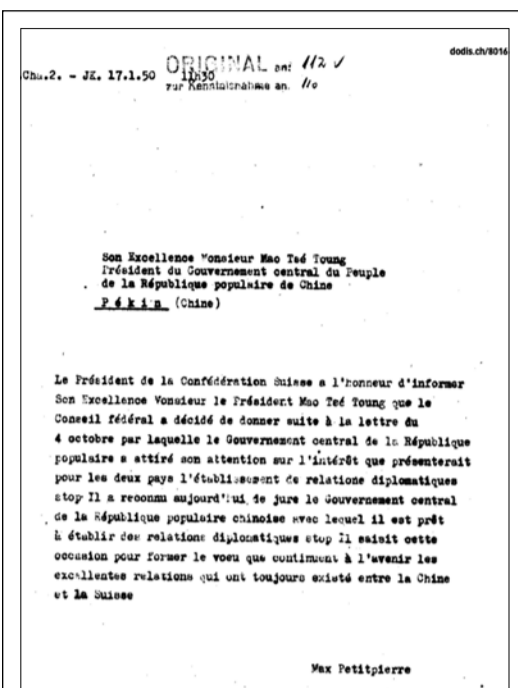 dodis.ch/8016
Chu.2. - JE. 17.1.50
ORIGINAL an: 112 ✓
11h30
zur Kenntnisnahme an. 110
Son Excellence Monsieur Mao Tsé Toung
Président du Gouvernement central du Peuple
de la République populaire de Chine
Pékin (Chine)
Le Président de la Confédération Suisse a l'honneur d'informer
Son Excellence Monsieur le Président Mao Tsé Toung que le
Conseil fédéral a décidé de donner suite à la lettre du
4 octobre par laquelle le Gouvernement central de la République
populaire a attiré son attention sur l'intérêt que présenterait
pour les deux pays l'établissement de relations diplomatiques
stop Il a reconnu aujourd'ui de jure le Gouvernement central
de la République populaire chinoise avec lequel il est prêt
à établir des relations diplomatiques stop Il saisit cette
occasion pour former le voeu que continuent à l'avenir les
excellentes relations qui ont toujours existé entre la Chine
et la Suisse
Max Petitpierre